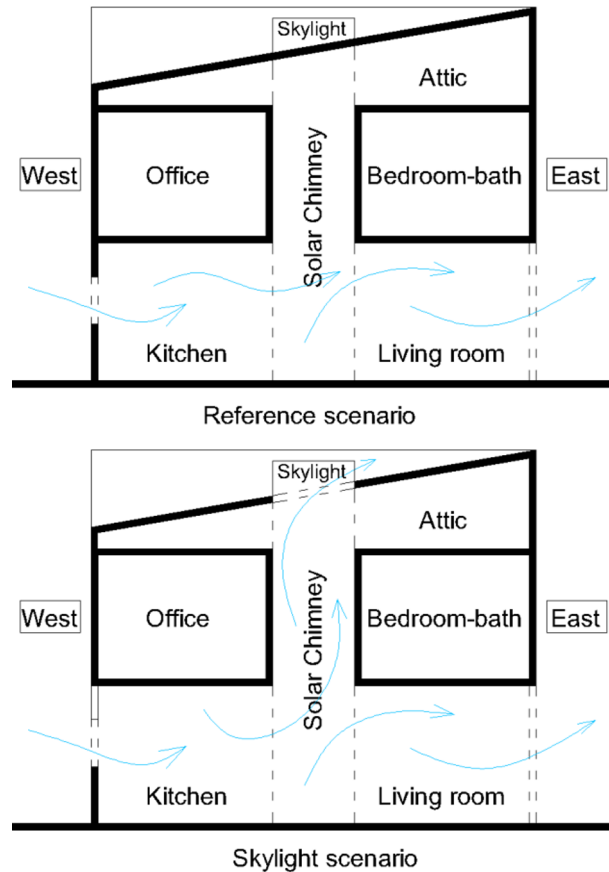 Skylight
Attic
West
Office
Solar Chimney
Bedroom-bath
East
Kitchen
Living room
Reference scenario
Skylight
Attic
West
Office
Solar Chimney
Bedroom-bath
East
Kitchen
Living room
Skylight scenario